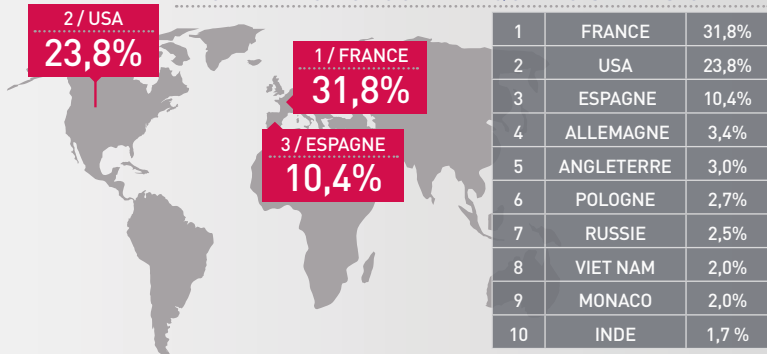 2 / USA
23,8%
1 / FRANCE
31,8%
3 / ESPAGNE
10,4%
1 FRANCE 31,8%
2 USA 23,8%
3 ESPAGNE 10,4%
4 ALLEMAGNE 3,4%
5 ANGLETERRE 3,0%
6 POLOGNE 2,7%
7 RUSSIE 2,5%
8 VIET NAM 2,0%
9 MONACO 2,0%
10 INDE 1,7 %